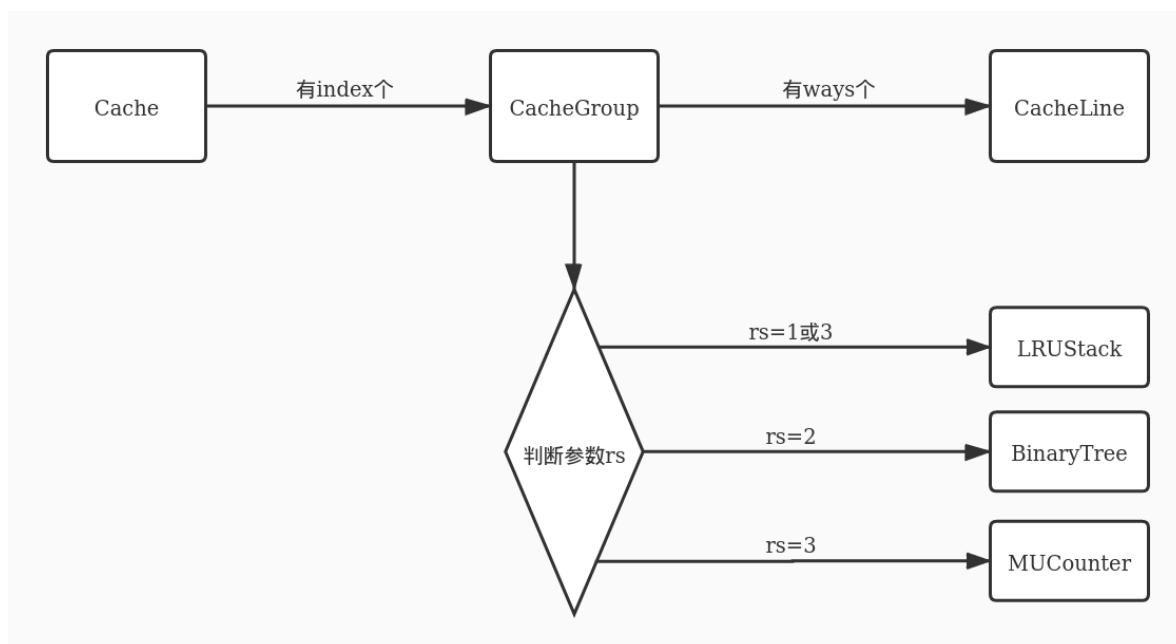 Cache
有index个
CacheGroup
有ways个
CacheLine
rs=1或3
LRUStack
判断参数rs
rs=2
BinaryTree
rs=3
MUCounter